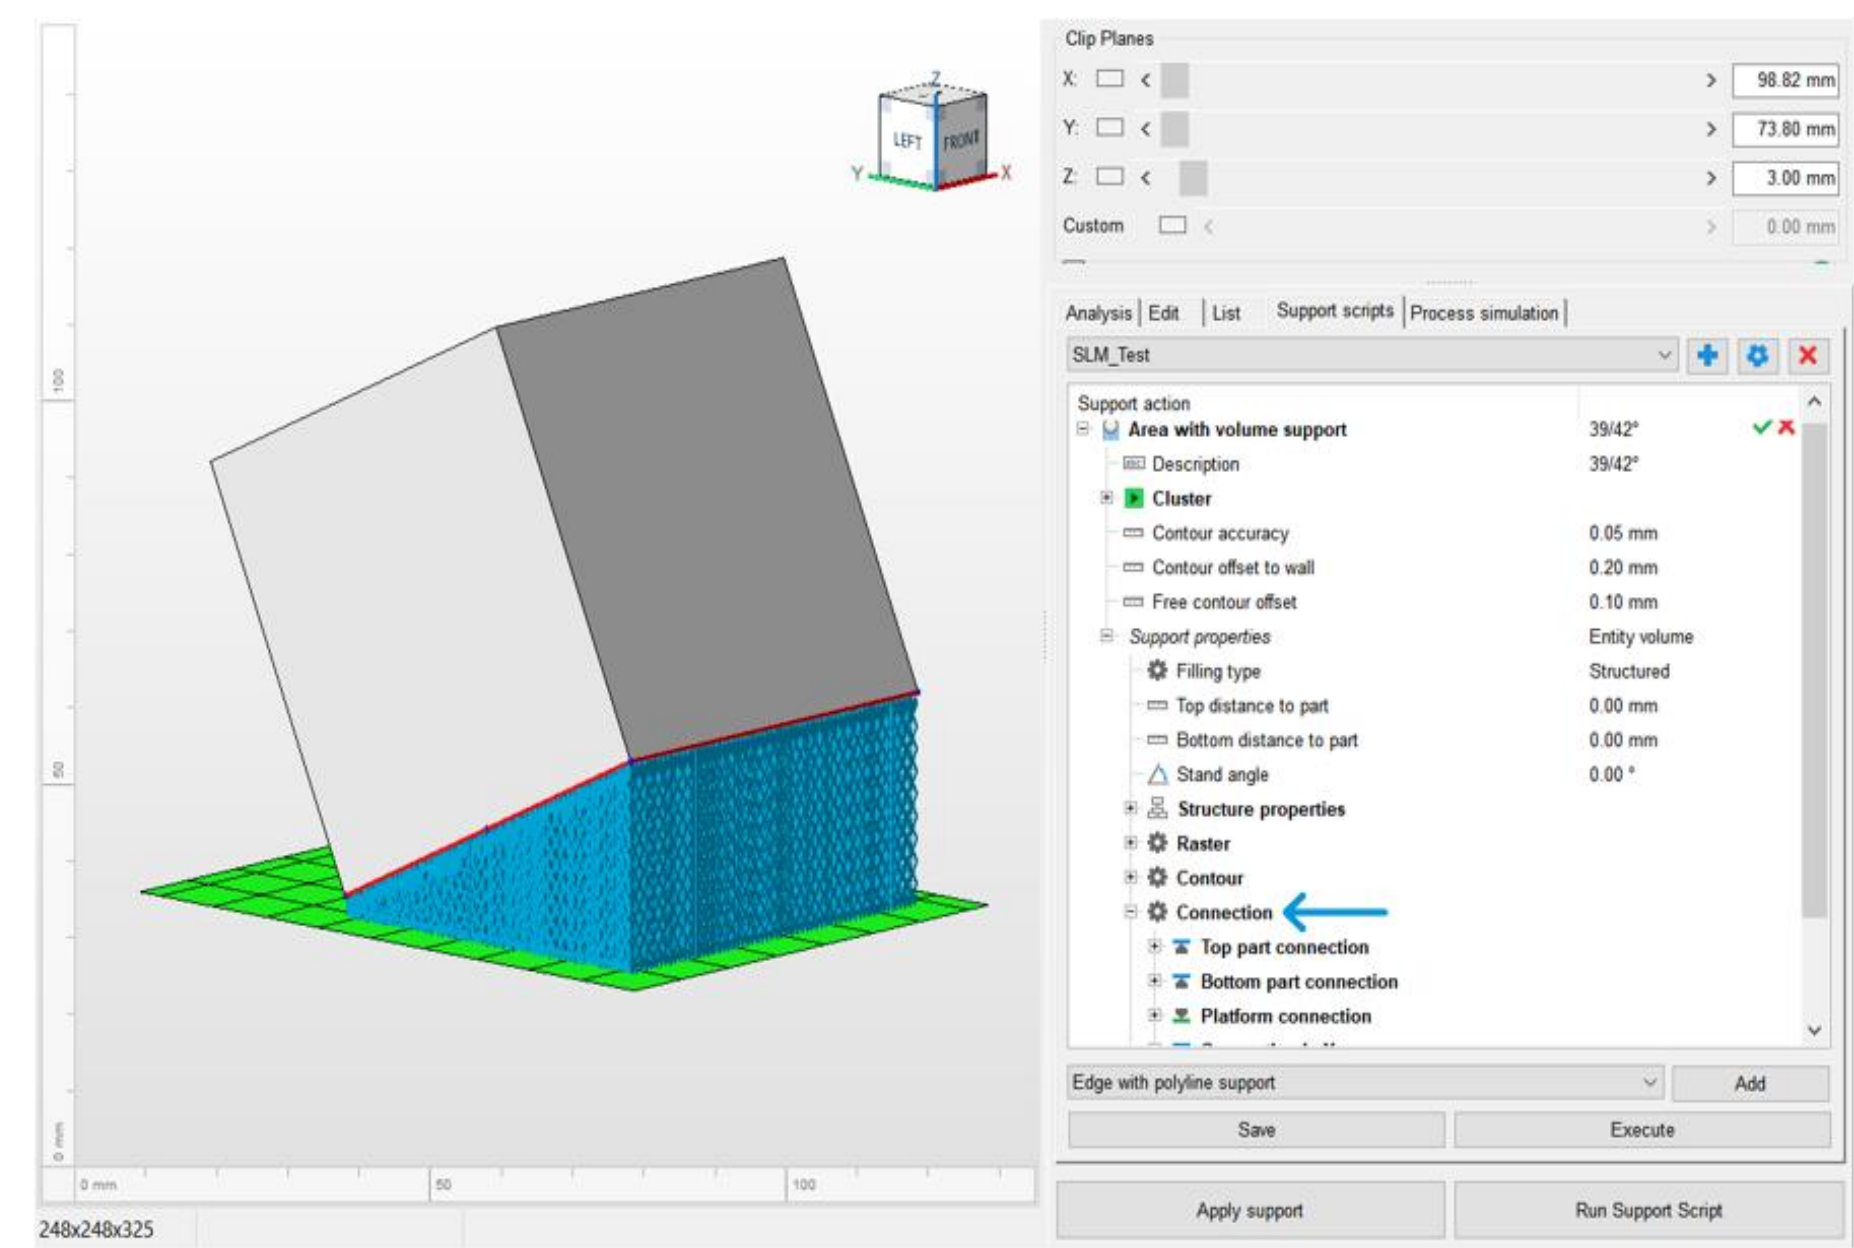 Clip Planes
X: < > 98.82 mm
Y: < > 73.80 mm
Z: < > 3.00 mm
Custom < > 0.00 mm
Z
LEFT FRONT
Y X
100
50
0 mm
0 mm 50 100
248x248x325
Analysis Edit List Support scripts Process simulation
SLM_Test
Support action
Area with volume support 39/42°
Description 39/42°
Cluster
Contour accuracy 0.05 mm
Contour offset to wall 0.20 mm
Free contour offset 0.10 mm
Support properties Entity volume
Filling type Structured
Top distance to part 0.00 mm
Bottom distance to part 0.00 mm
Stand angle 0.00 °
Structure properties
Raster
Contour
Connection
Top part connection
Bottom part connection
Platform connection
Edge with polyline support Add
Save Execute
Apply support Run Support Script